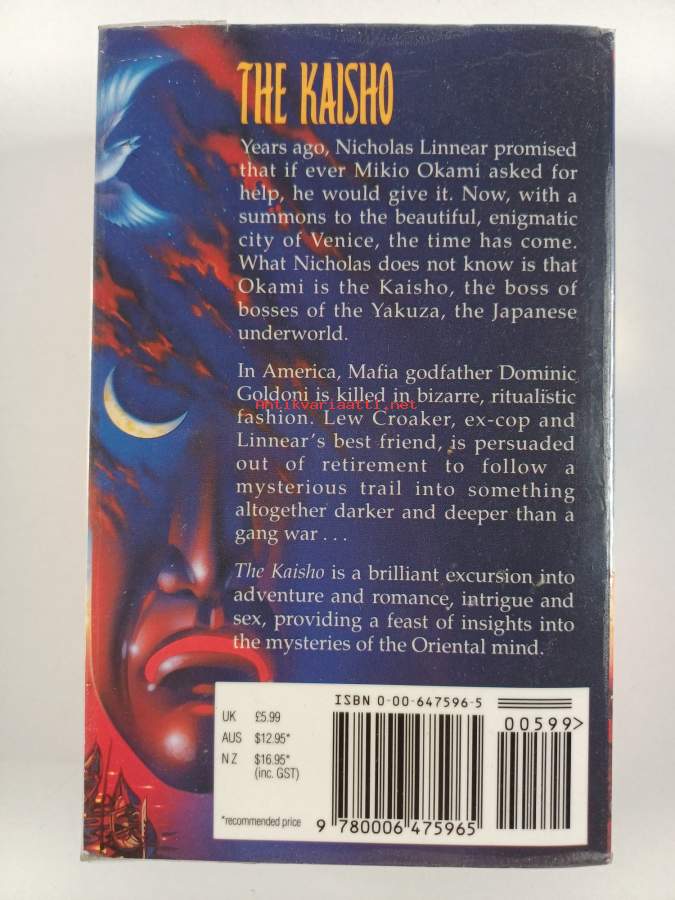 THE KAISHO
Years ago, Nicholas Linnear promised
that if ever Mikio Okami asked for
help, he would give it. Now, with a
summons to the beautiful, enigmatic
city of Venice, the time has come.
What Nicholas does not know is that
Okami is the Kaisho, the boss of
bosses of the Yakuza, the Japanese
underworld.
In America, Mafia godfather Dominic
Goldoni is killed in bizarre, ritualistic
Antikvariaatti.net
fashion. Lew Croaker, ex-cop and
Linnear's best friend, is persuaded
out of retirement to follow a
mysterious trail into something
altogether darker and deeper than a
gang war . . .
The Kaisho is a brilliant excursion into
adventure and romance, intrigue and
sex, providing a feast of insights into
the mysteries of the Oriental mind.
ISBN 0-00-647596-5
UK £5.99
AUS $12.95*
NZ $16.95*
(inc. GST)
*recommended price
00599>
9 780006 475965